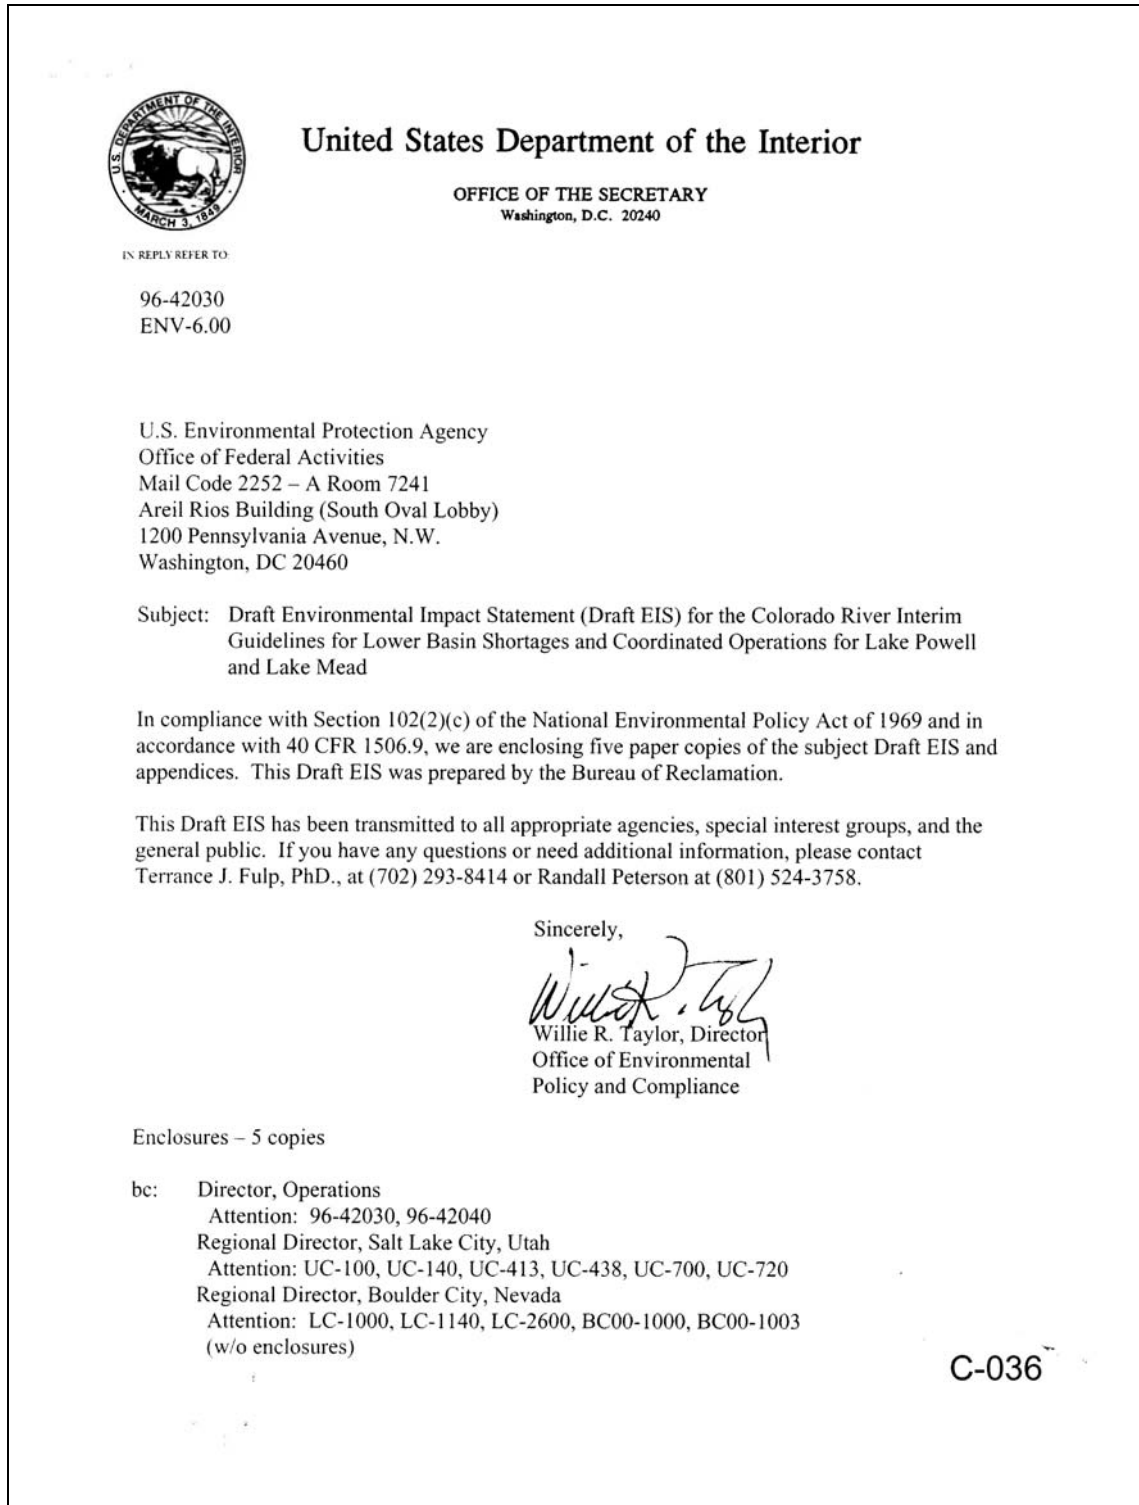 U.S. DEPARTMENT OF THE INTERIOR
MARCH 3, 1849
United States Department of the Interior
OFFICE OF THE SECRETARY
Washington, D.C. 20240
IN REPLY REFER TO:
96-42030
ENV-6.00
U.S. Environmental Protection Agency
Office of Federal Activities
Mail Code 2252 – A Room 7241
Areil Rios Building (South Oval Lobby)
1200 Pennsylvania Avenue, N.W.
Washington, DC 20460
Subject: Draft Environmental Impact Statement (Draft EIS) for the Colorado River Interim
Guidelines for Lower Basin Shortages and Coordinated Operations for Lake Powell
and Lake Mead
In compliance with Section 102(2)(c) of the National Environmental Policy Act of 1969 and in
accordance with 40 CFR 1506.9, we are enclosing five paper copies of the subject Draft EIS and
appendices. This Draft EIS was prepared by the Bureau of Reclamation.
This Draft EIS has been transmitted to all appropriate agencies, special interest groups, and the
general public. If you have any questions or need additional information, please contact
Terrance J. Fulp, PhD., at (702) 293-8414 or Randall Peterson at (801) 524-3758.
Sincerely,
Willie R. Taylor
Willie R. Taylor, Director
Office of Environmental
Policy and Compliance
Enclosures – 5 copies
bc: Director, Operations
Attention: 96-42030, 96-42040
Regional Director, Salt Lake City, Utah
Attention: UC-100, UC-140, UC-413, UC-438, UC-700, UC-720
Regional Director, Boulder City, Nevada
Attention: LC-1000, LC-1140, LC-2600, BC00-1000, BC00-1003
(w/o enclosures)
C-036